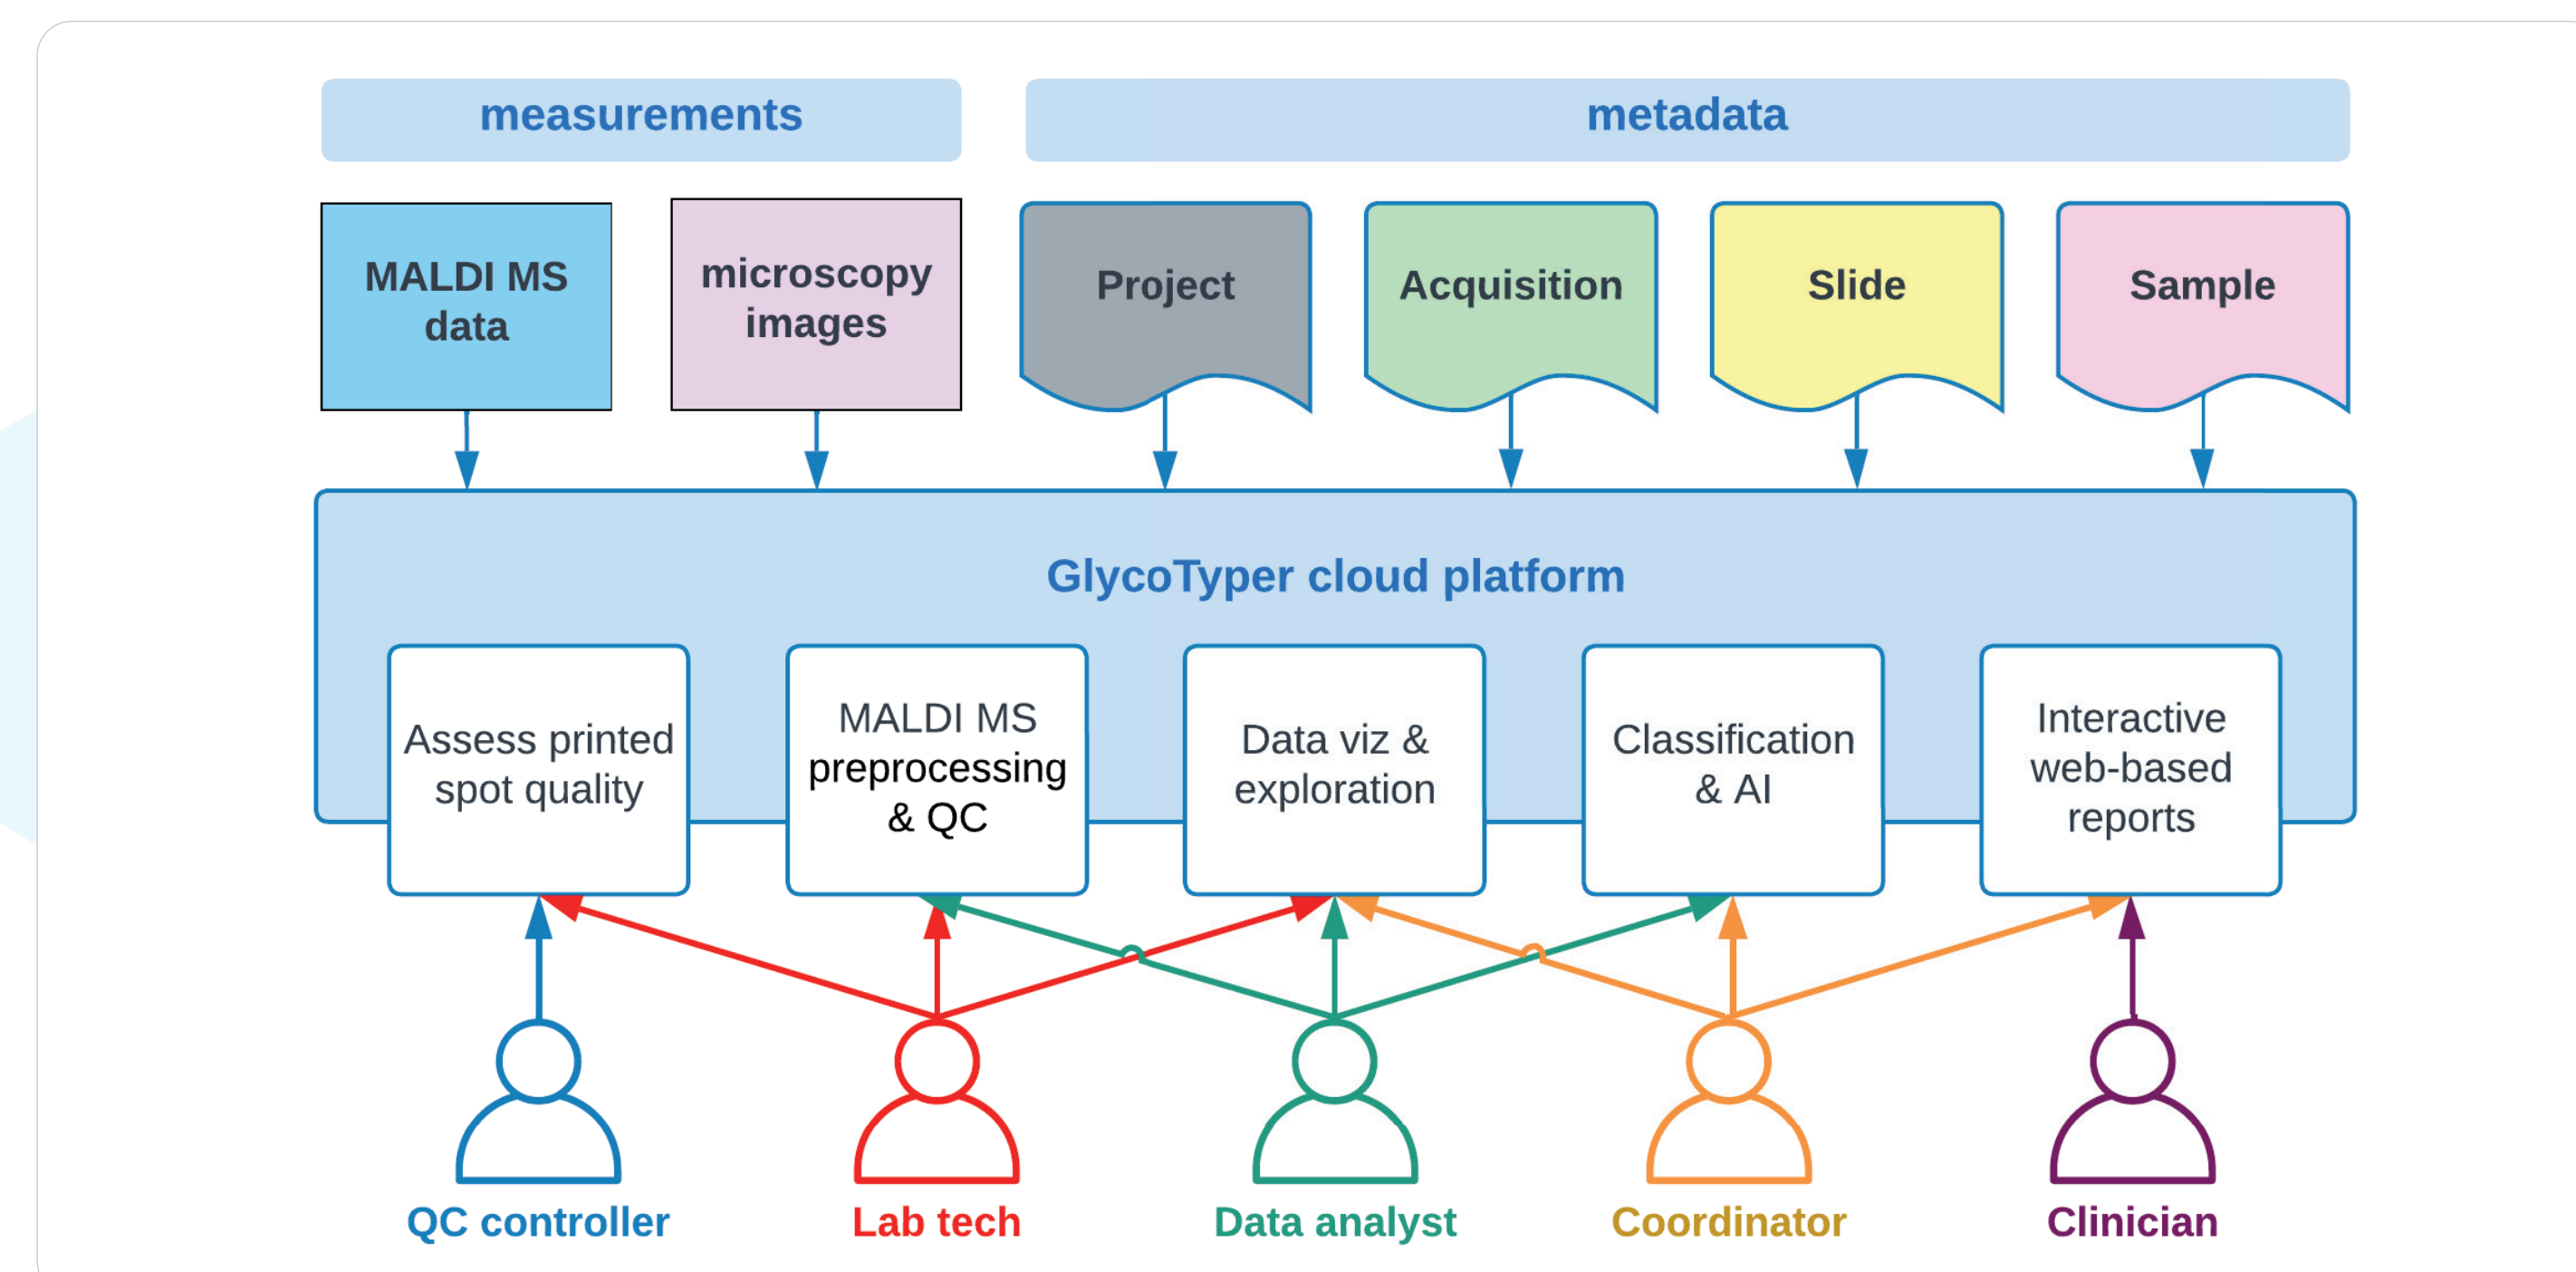 measurements
metadata
MALDI MS
data
microscopy
images
Project
Acquisition
Slide
Sample
GlycoTyper cloud platform
Assess printed
spot quality
MALDI MS
preprocessing
& QC
Data viz &
exploration
Classification
& AI
Interactive
web-based
reports
QC controller
Lab tech
Data analyst
Coordinator
Clinician